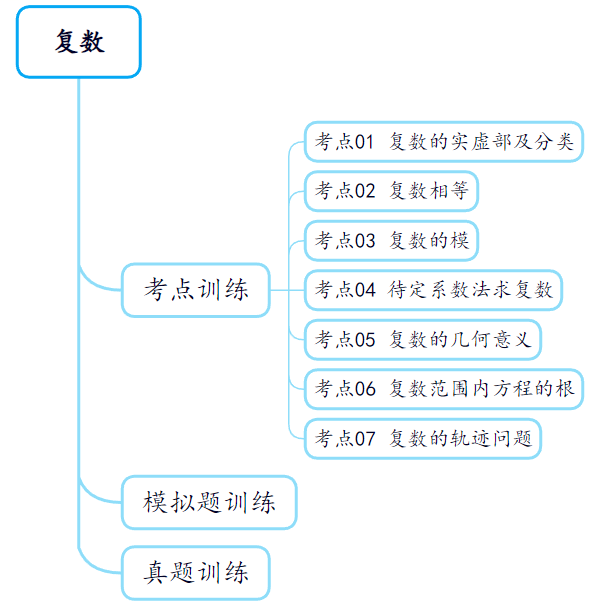 复数
考点训练
考点01 复数的实虚部及分类
考点02 复数相等
考点03 复数的模
考点04 待定系数法求复数
考点05 复数的几何意义
考点06 复数范围内方程的根
考点07 复数的轨迹问题
模拟题训练
真题训练